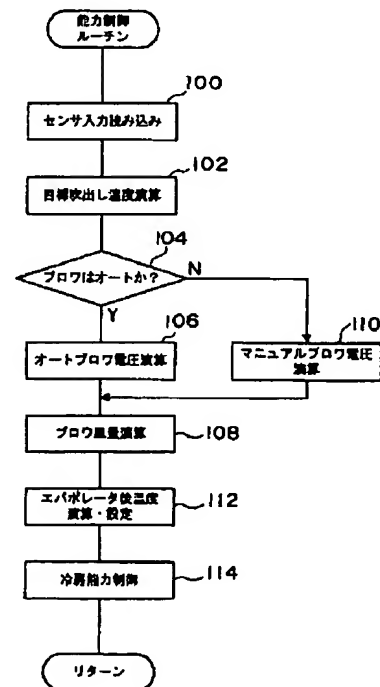 能力制御
ルーチン
100
センサ入力読み込み
102
目標吹出し温度演算
104
ブロワはオートか?
N
Y
106
110
オートブロワ電圧演算
マニュアルブロワ電圧
演算
ブロワ風量演算
108
エバポレータ後温度
演算・設定
112
冷房能力制御
114
リターン